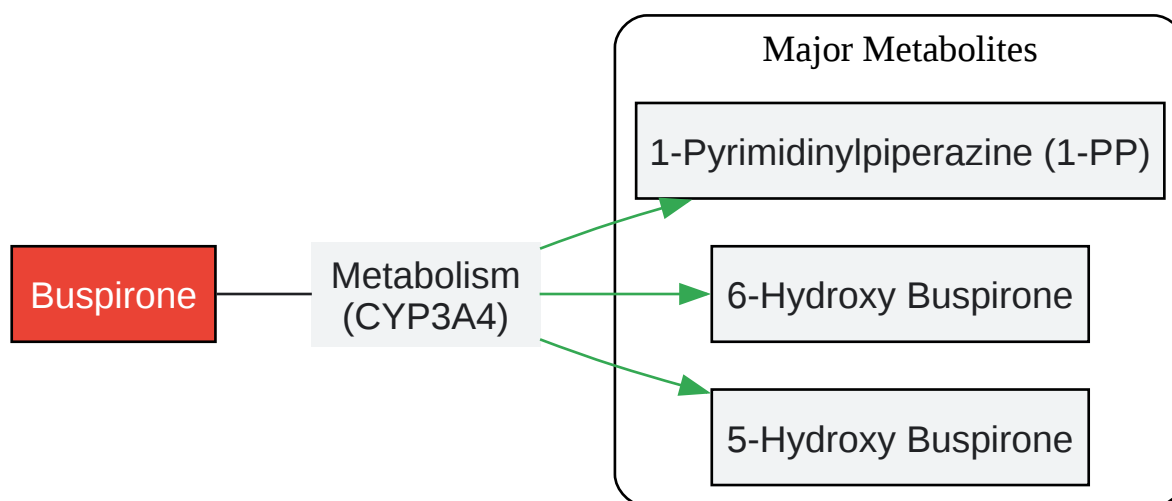 Major Metabolites
1-Pyrimidinylpiperazine (1-PP)
Buspirone
Metabolism
(CYP3A4)
6-Hydroxy Buspirone
5-Hydroxy Buspirone